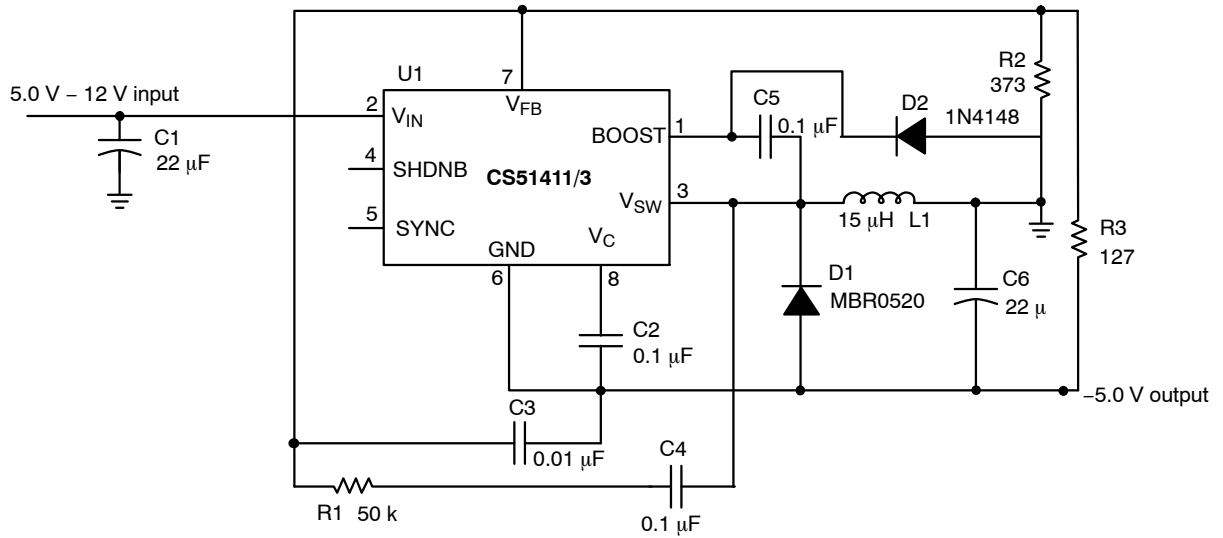 5.0 V – 12 V input
C1
22 μF
U1
7
VFB
2
VIN
4
SHDNB
5
SYNC
CS51411/3
BOOST
1
VSW
3
GND
6
VC
8
C5
0.1 μF
D2
1N4148
R2
373
15 μH L1
R3
127
D1
MBR0520
C6
22 μ
C2
0.1 μF
–5.0 V output
C3
0.01 μF
C4
0.1 μF
R1 50 k